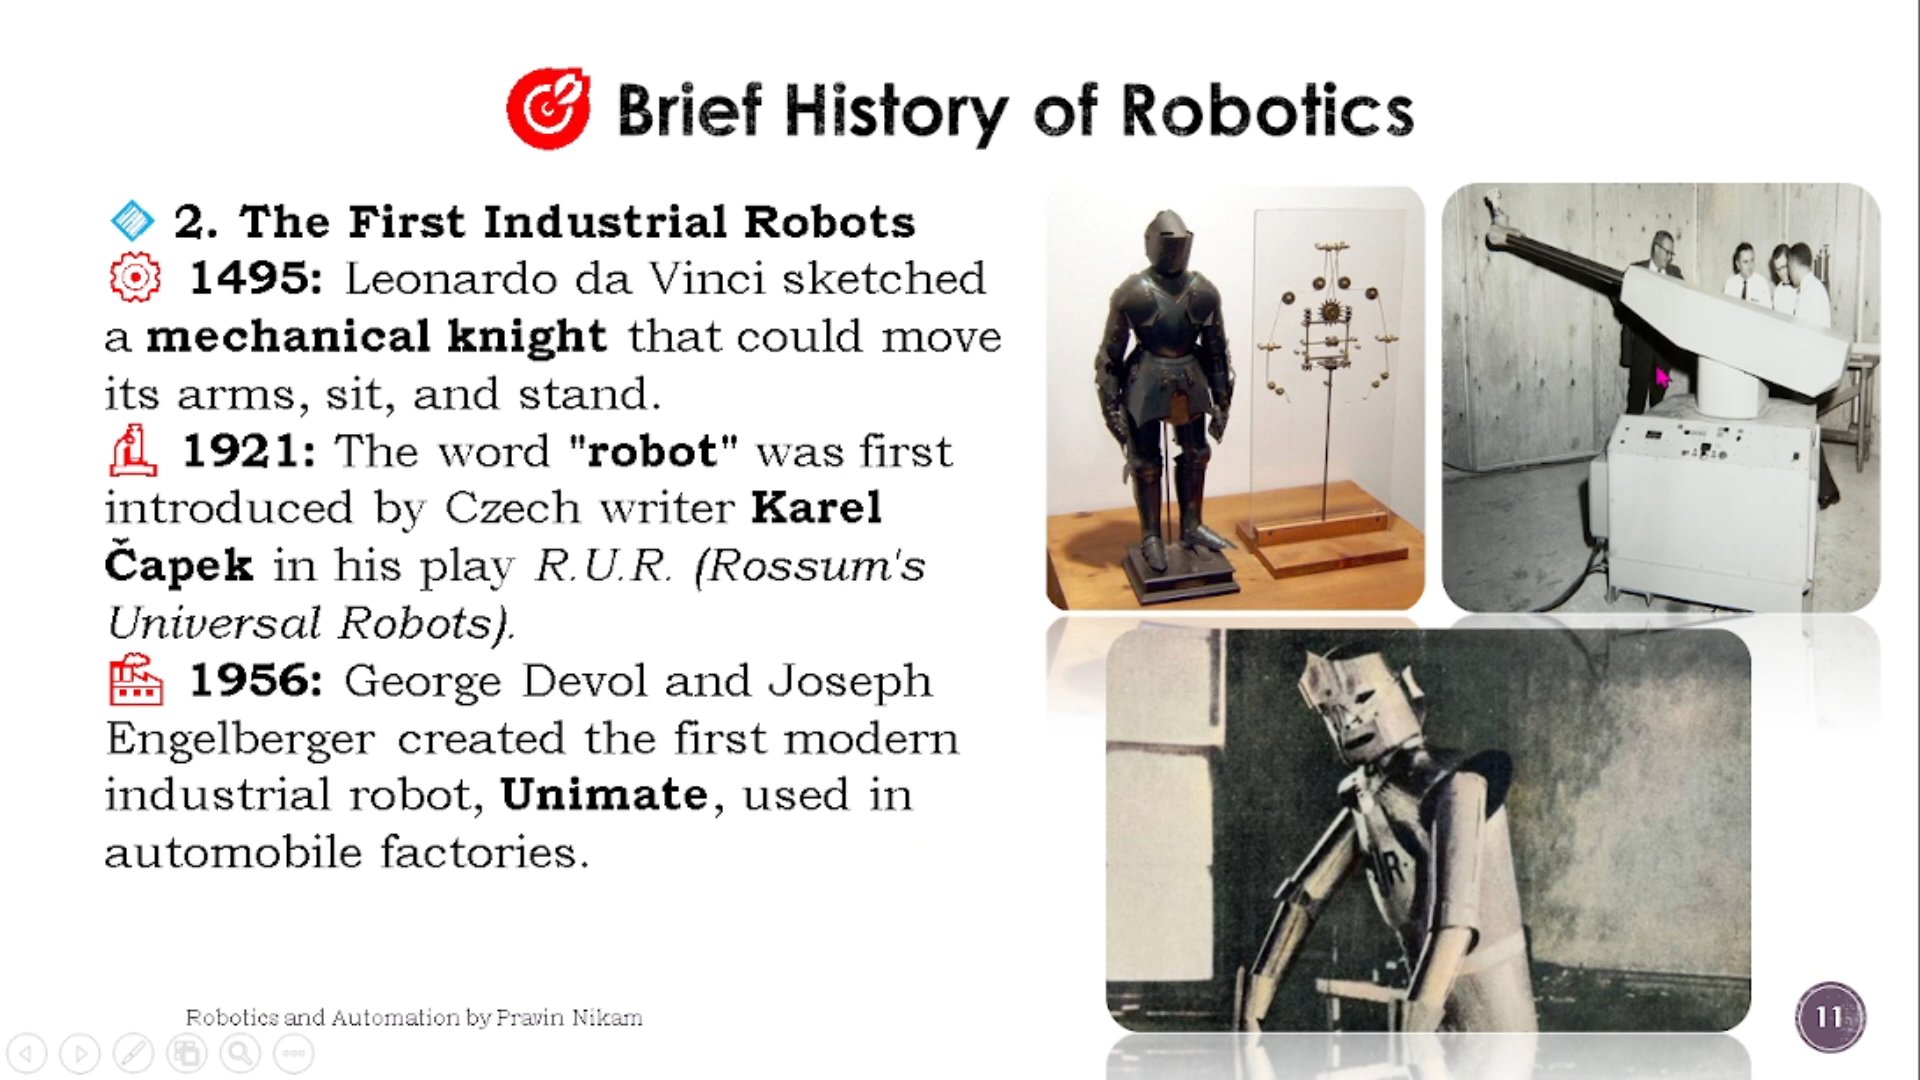 Brief History of Robotics
2. The First Industrial Robots
1495: Leonardo da Vinci sketched
a mechanical knight that could move
its arms, sit, and stand.
1921: The word "robot" was first
introduced by Czech writer Karel
Čapek in his play R.U.R. (Rossum's
Universal Robots).
1956: George Devol and Joseph
Engelberger created the first modern
industrial robot, Unimate, used in
automobile factories.
Robotics and Automation by Pravin Nikam
11